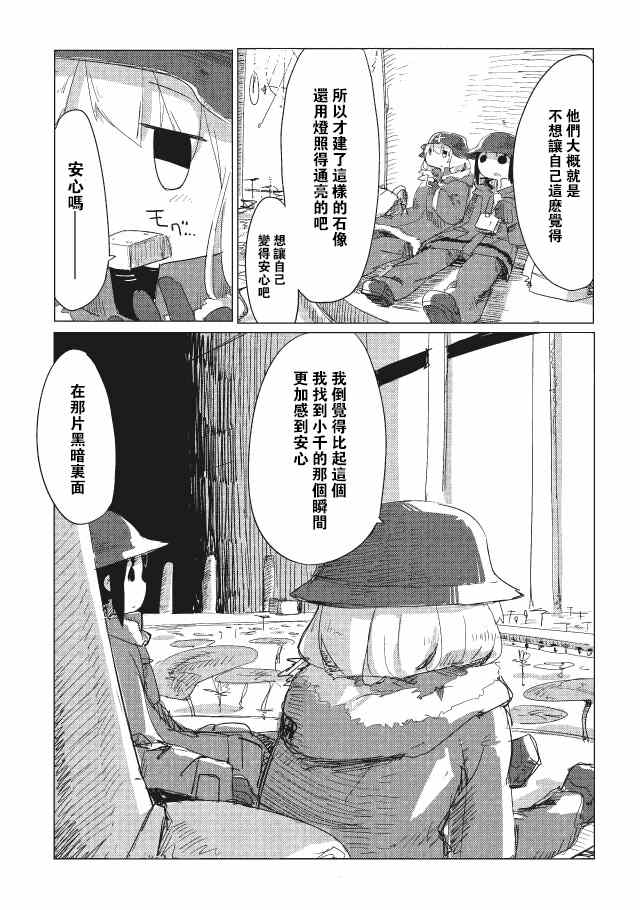 他們大概就是
不想讓自己這麼覺得
所以才建了這樣的石像
還用燈照得通亮的吧
想讓自己
變得安心吧
安心嗎
モグ…
我倒覺得比起這個
我找到小千的那個瞬間
更加感到安心
在那片黑暗裏面